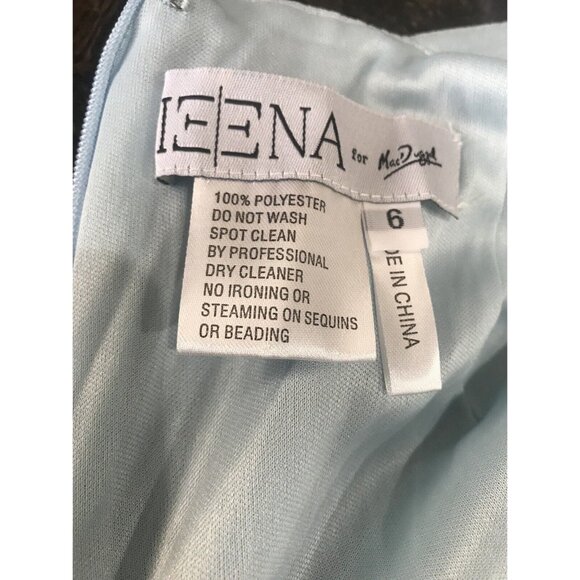 IEENA for Mac Duggal
100% POLYESTER
DO NOT WASH
SPOT CLEAN
BY PROFESSIONAL
DRY CLEANER
NO IRONING OR
STEAMING ON SEQUINS
OR BEADING
6
DE IN CHINA